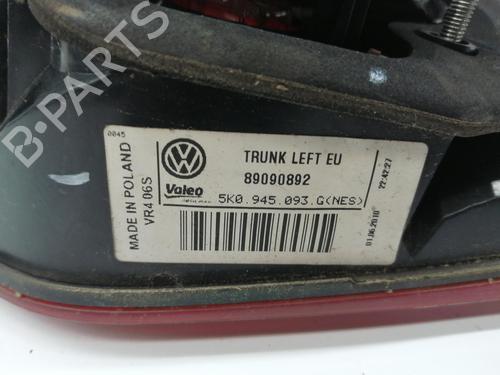 B-PARTS
0045
MADE IN POLAND
VR4 06S
Valeo
TRUNK LEFT EU
89090892
5K0.945.093.G(NES)
22:42:27
01.06.2010